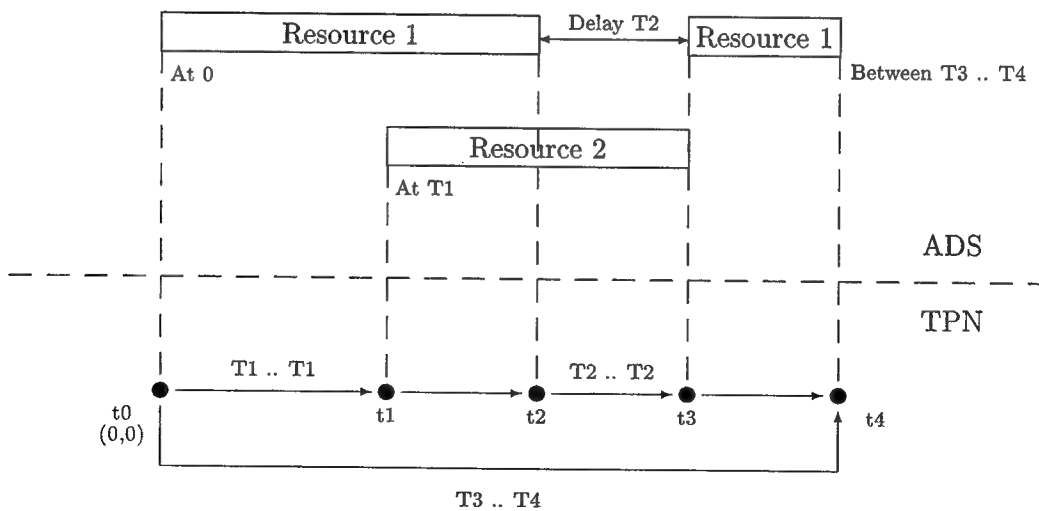 Resource 1
Delay T2
Resource 1
At 0
Between T3 .. T4
Resource 2
At T1
ADS
TPN
T1 .. T1
T2 .. T2
t0
(0,0)
t1
t2
t3
t4
T3 .. T4